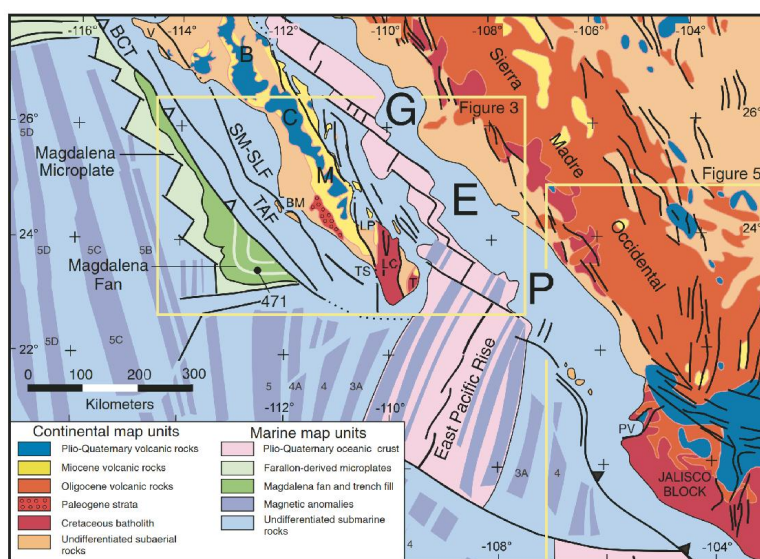 -116°
-114°
-112°
-110°
-108°
-106°
-104°
BCT
V
B
Sierra
26°
5D
G
Figure 3
26°
C
Magdalena
Microplate
SM-SLF
Madre
M
Figure 5
TAF
BM
E
24°
LP
24°
5D
5C
5B
Occidental
Magdalena
Fan
TS
LC
T
471
P
22°
5D
5C
East Pacific Rise
0
100
200
300
Kilometers
5
4A
4
3A
-112°
-110°
PV
Continental map units
Plio-Quaternary volcanic rocks
Miocene volcanic rocks
Oligocene volcanic rocks
Paleogene strata
Cretaceous batholith
Undifferentiated subaerial
rocks
Marine map units
Plio-Quaternary oceanic crust
Farallon-derived microplates
Magdalena fan and trench fill
Magnetic anomalies
Undifferentiated submarine
rocks
3A
4
JALISCO
BLOCK
4
-108°
-106°
-104°